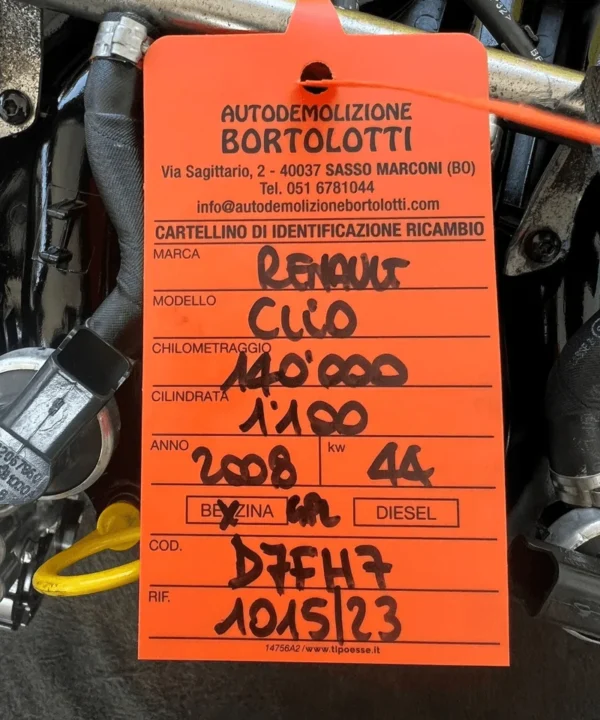 AUTODEMOLIZIONE
BORTOLOTTI
Via Sagittario, 2 - 40037 SASSO MARCONI (BO)
Tel. 051 6781044
info@autodemolizionebortolotti.com
CARTELLINO DI IDENTIFICAZIONE RICAMBIO
MARCA RENAULT
MODELLO CLIO
CHILOMETRAGGIO 140'000
CILINDRATA 1'100
ANNO 2008 kw 44
BENZINA GPL DIESEL
COD. D7FH7
RIF. 1015/23
14756A2 / www.tipoesse.it